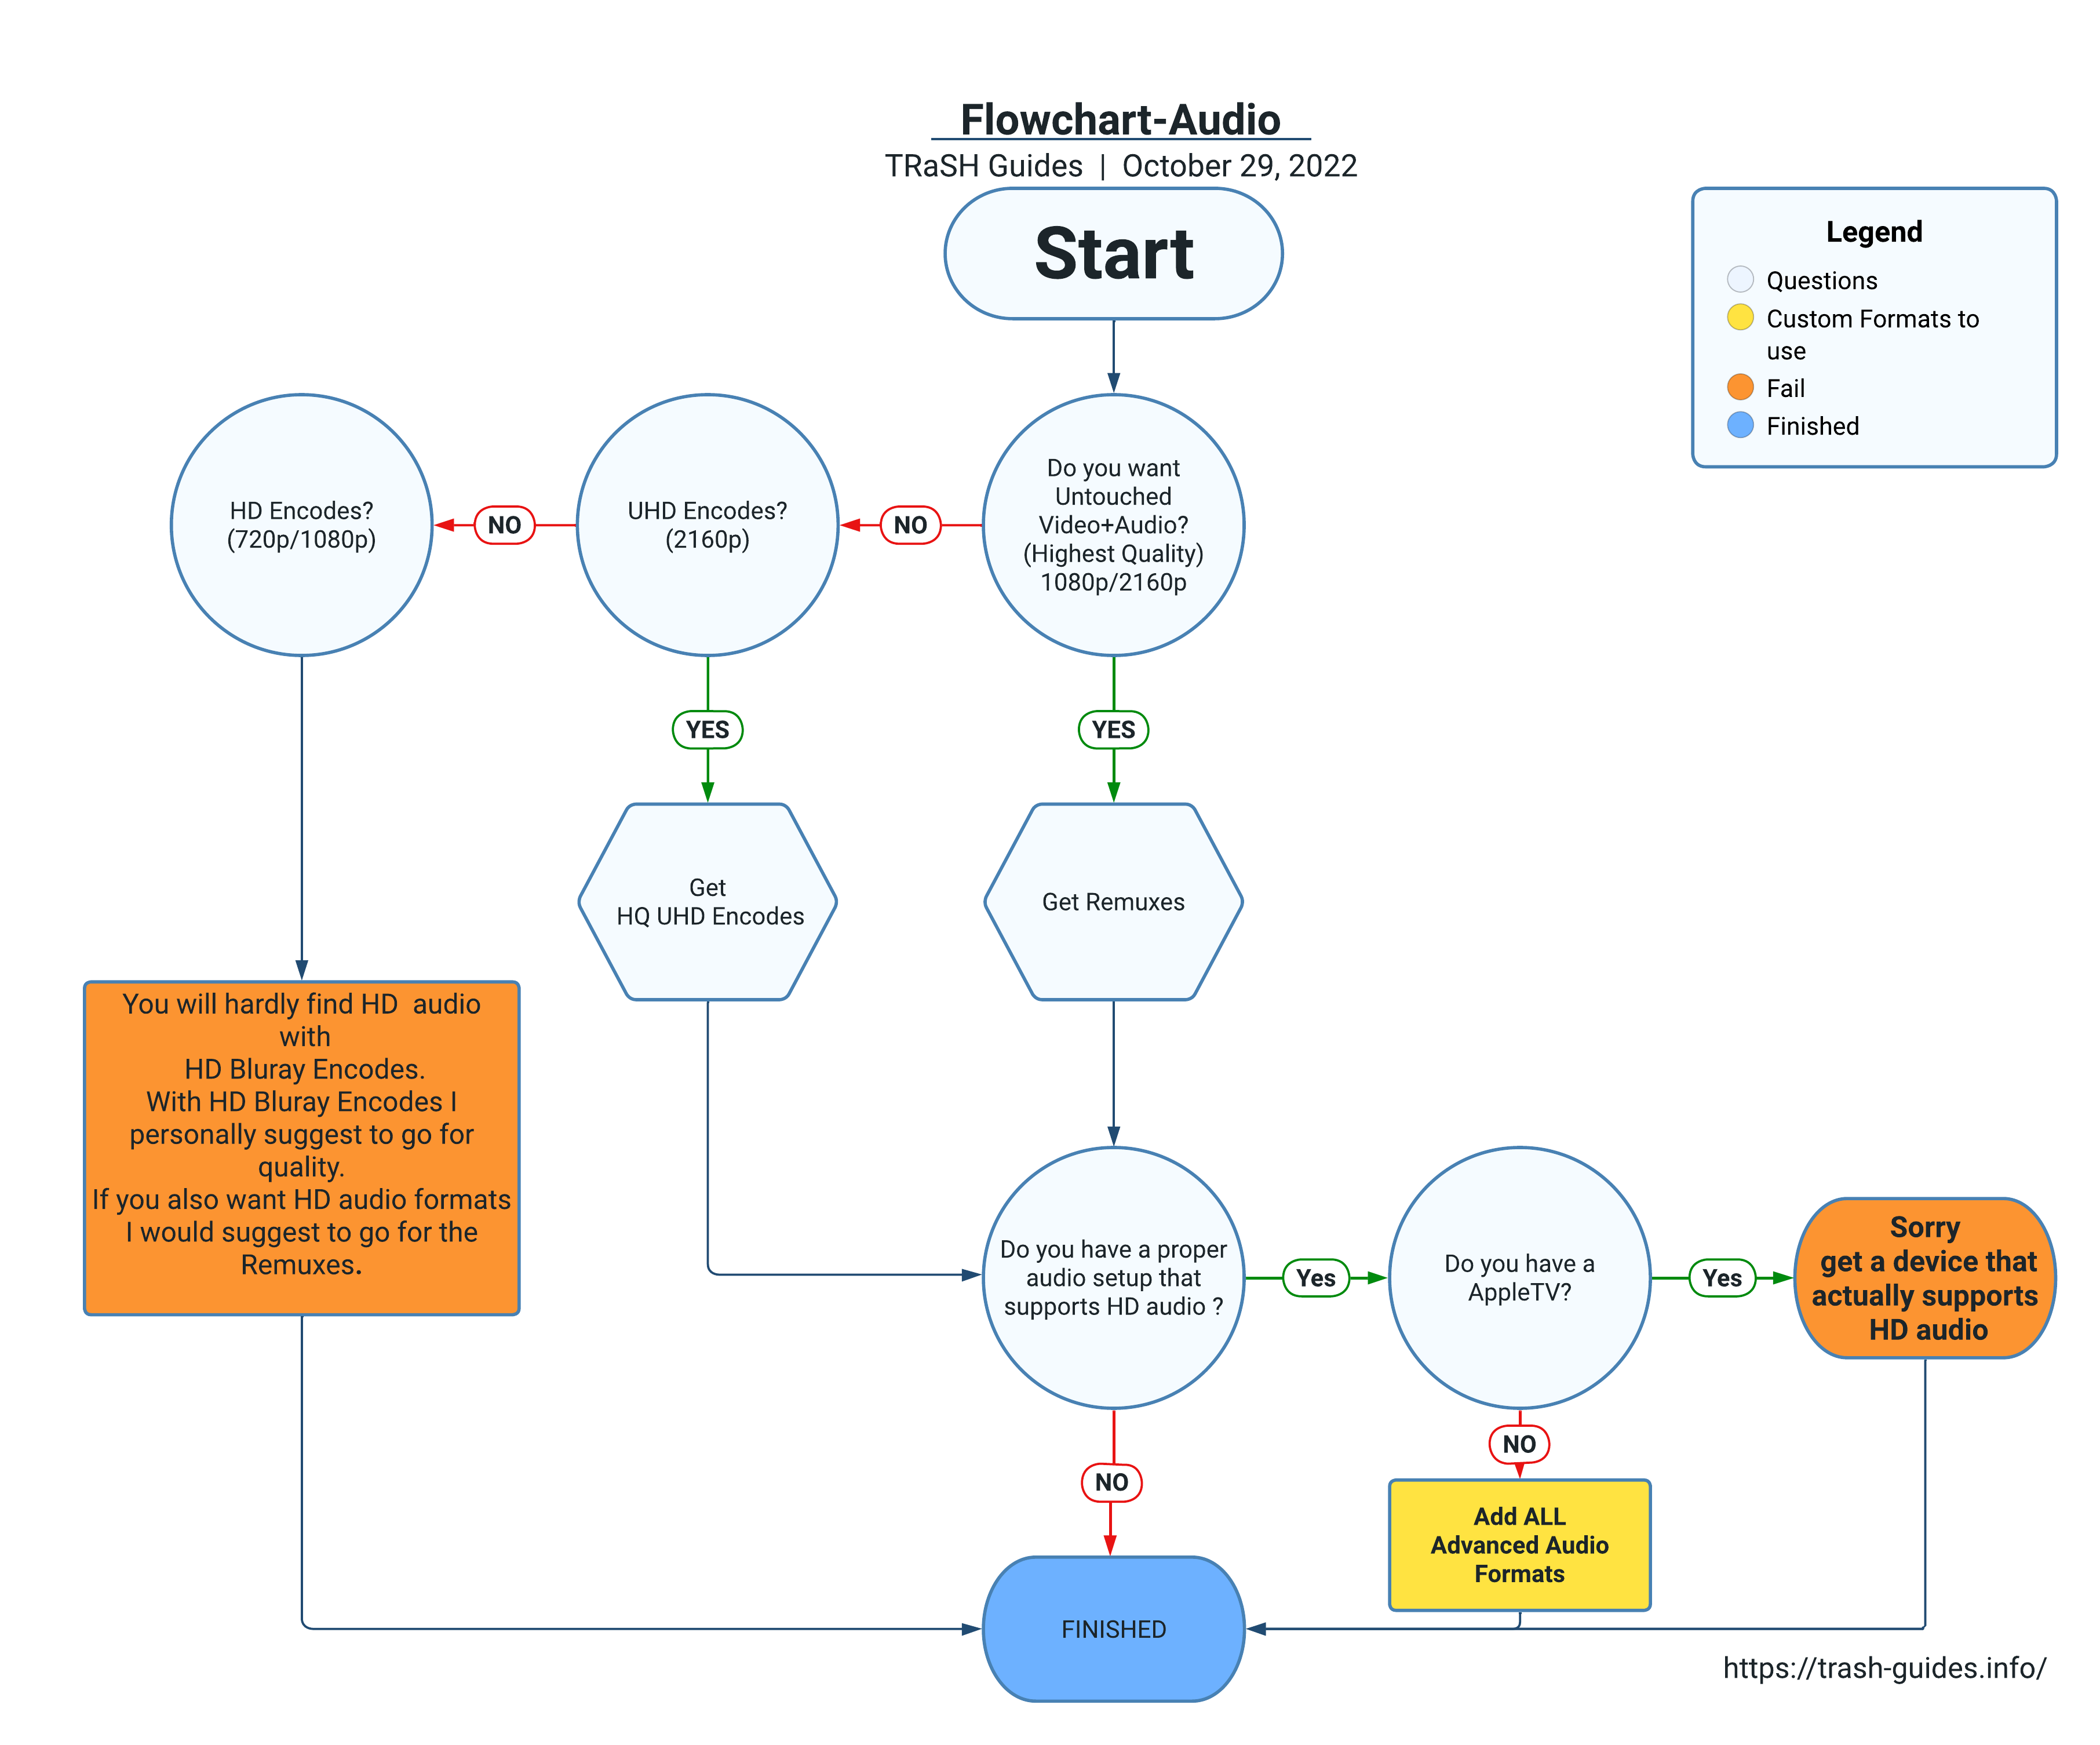 Flowchart-Audio
TRaSH Guides | October 29, 2022
Start
Legend
Questions
Custom Formats to
use
Fail
Finished
HD Encodes?
(720p/1080p)
NO
UHD Encodes?
(2160p)
NO
Do you want
Untouched
Video+Audio?
(Highest Quality)
1080p/2160p
YES
YES
Get
HQ UHD Encodes
Get Remuxes
You will hardly find HD  audio
with
HD Bluray Encodes.
With HD Bluray Encodes I
personally suggest to go for
quality.
If you also want HD audio formats
I would suggest to go for the
Remuxes.
Do you have a proper
audio setup that
supports HD audio ?
Yes
Do you have a
AppleTV?
Yes
Sorry
get a device that
actually supports
HD audio
NO
NO
Add ALL
Advanced Audio
Formats
FINISHED
https://trash-guides.info/